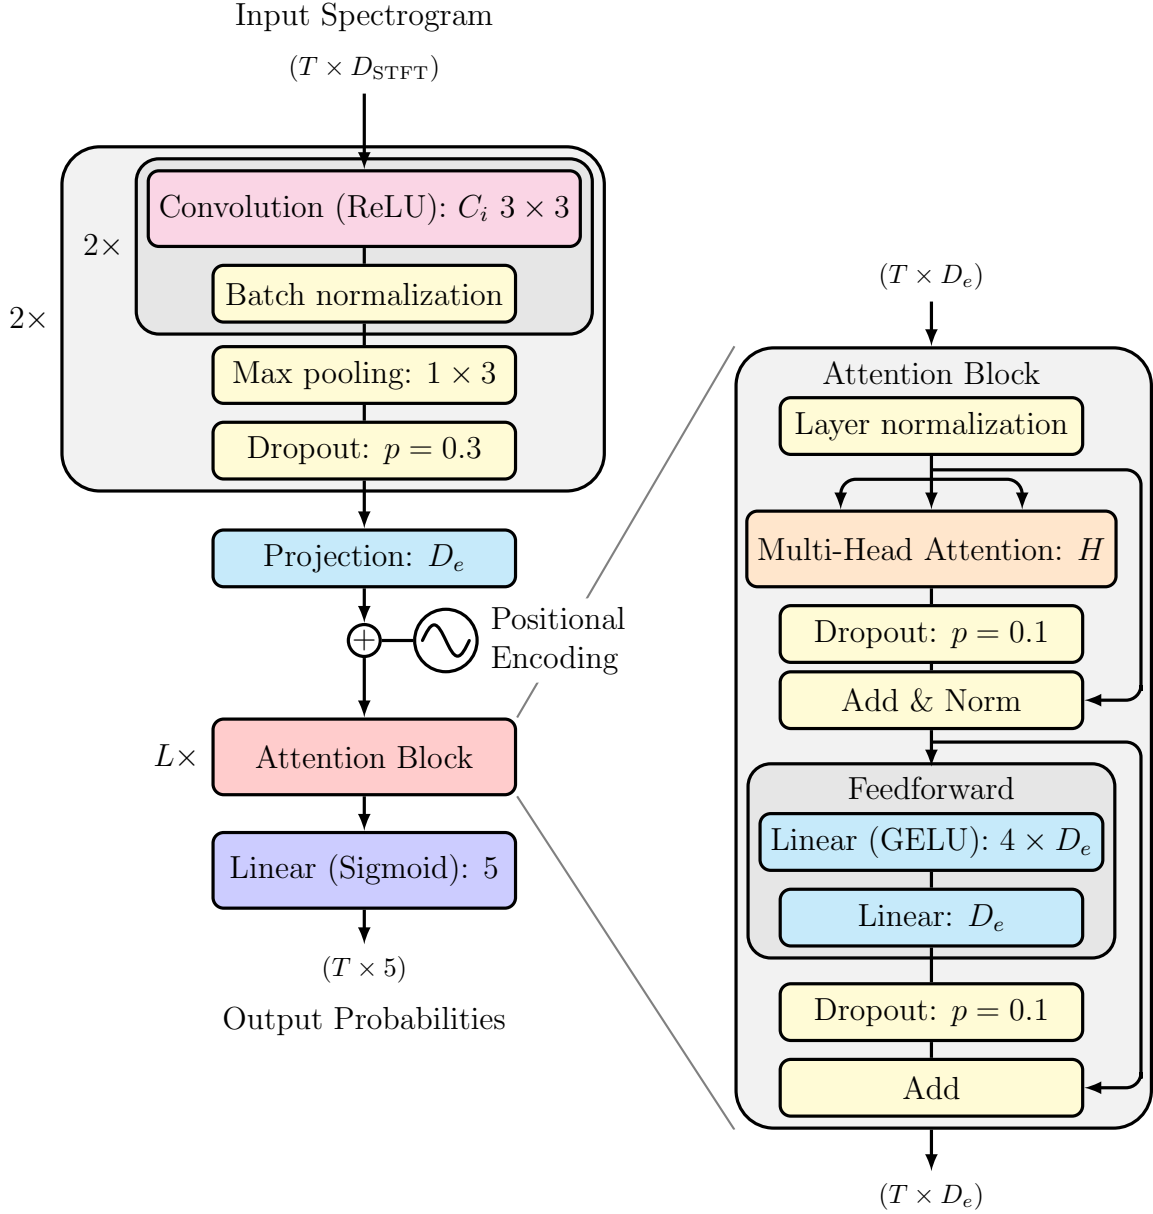 Input Spectrogram
(T × D_STFT)
2×
2×
Convolution (ReLU): C_i 3 × 3
Batch normalization
Max pooling: 1 × 3
Dropout: p = 0.3
Projection: D_e
+
Positional
Encoding
L×
Attention Block
Linear (Sigmoid): 5
(T × 5)
Output Probabilities
(T × D_e)
Attention Block
Layer normalization
Multi-Head Attention: H
Dropout: p = 0.1
Add & Norm
Feedforward
Linear (GELU): 4 × D_e
Linear: D_e
Dropout: p = 0.1
Add
(T × D_e)